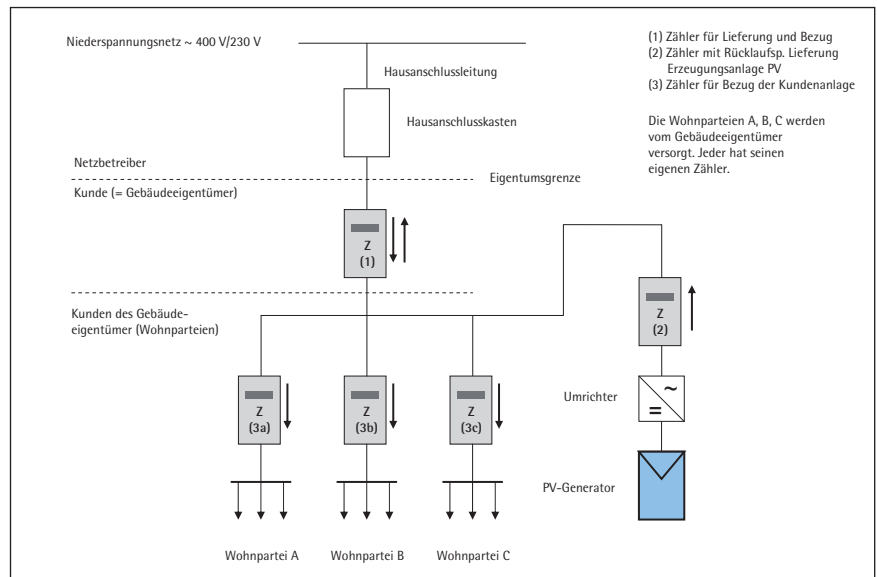 Niederspannungsnetz ~ 400 V/230 V
Hausanschlussleitung
Hausanschlusskasten
(1) Zähler für Lieferung und Bezug
(2) Zähler mit Rücklaufsp. Lieferung
Erzeugungsanlage PV
(3) Zähler für Bezug der Kundenanlage
Die Wohnparteien A, B, C werden
vom Gebäudeeigentümer
versorgt. Jeder hat seinen
eigenen Zähler.
Netzbetreiber
Eigentumsgrenze
Kunde (= Gebäudeeigentümer)
Z
(1)
Kunden des Gebäude-
eigentümer (Wohnparteien)
Z
(2)
Z
(3a)
Z
(3b)
Z
(3c)
Umrichter
~
=
PV-Generator
Wohnpartei A
Wohnpartei B
Wohnpartei C